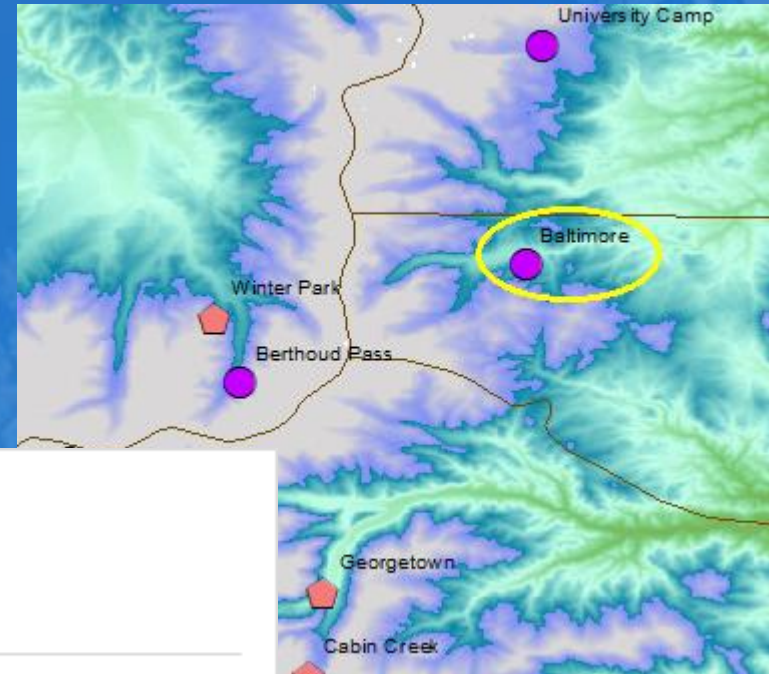 University Camp
Baltimore
Winter Park
Berthoud Pass
Georgetown
Cabin Creek